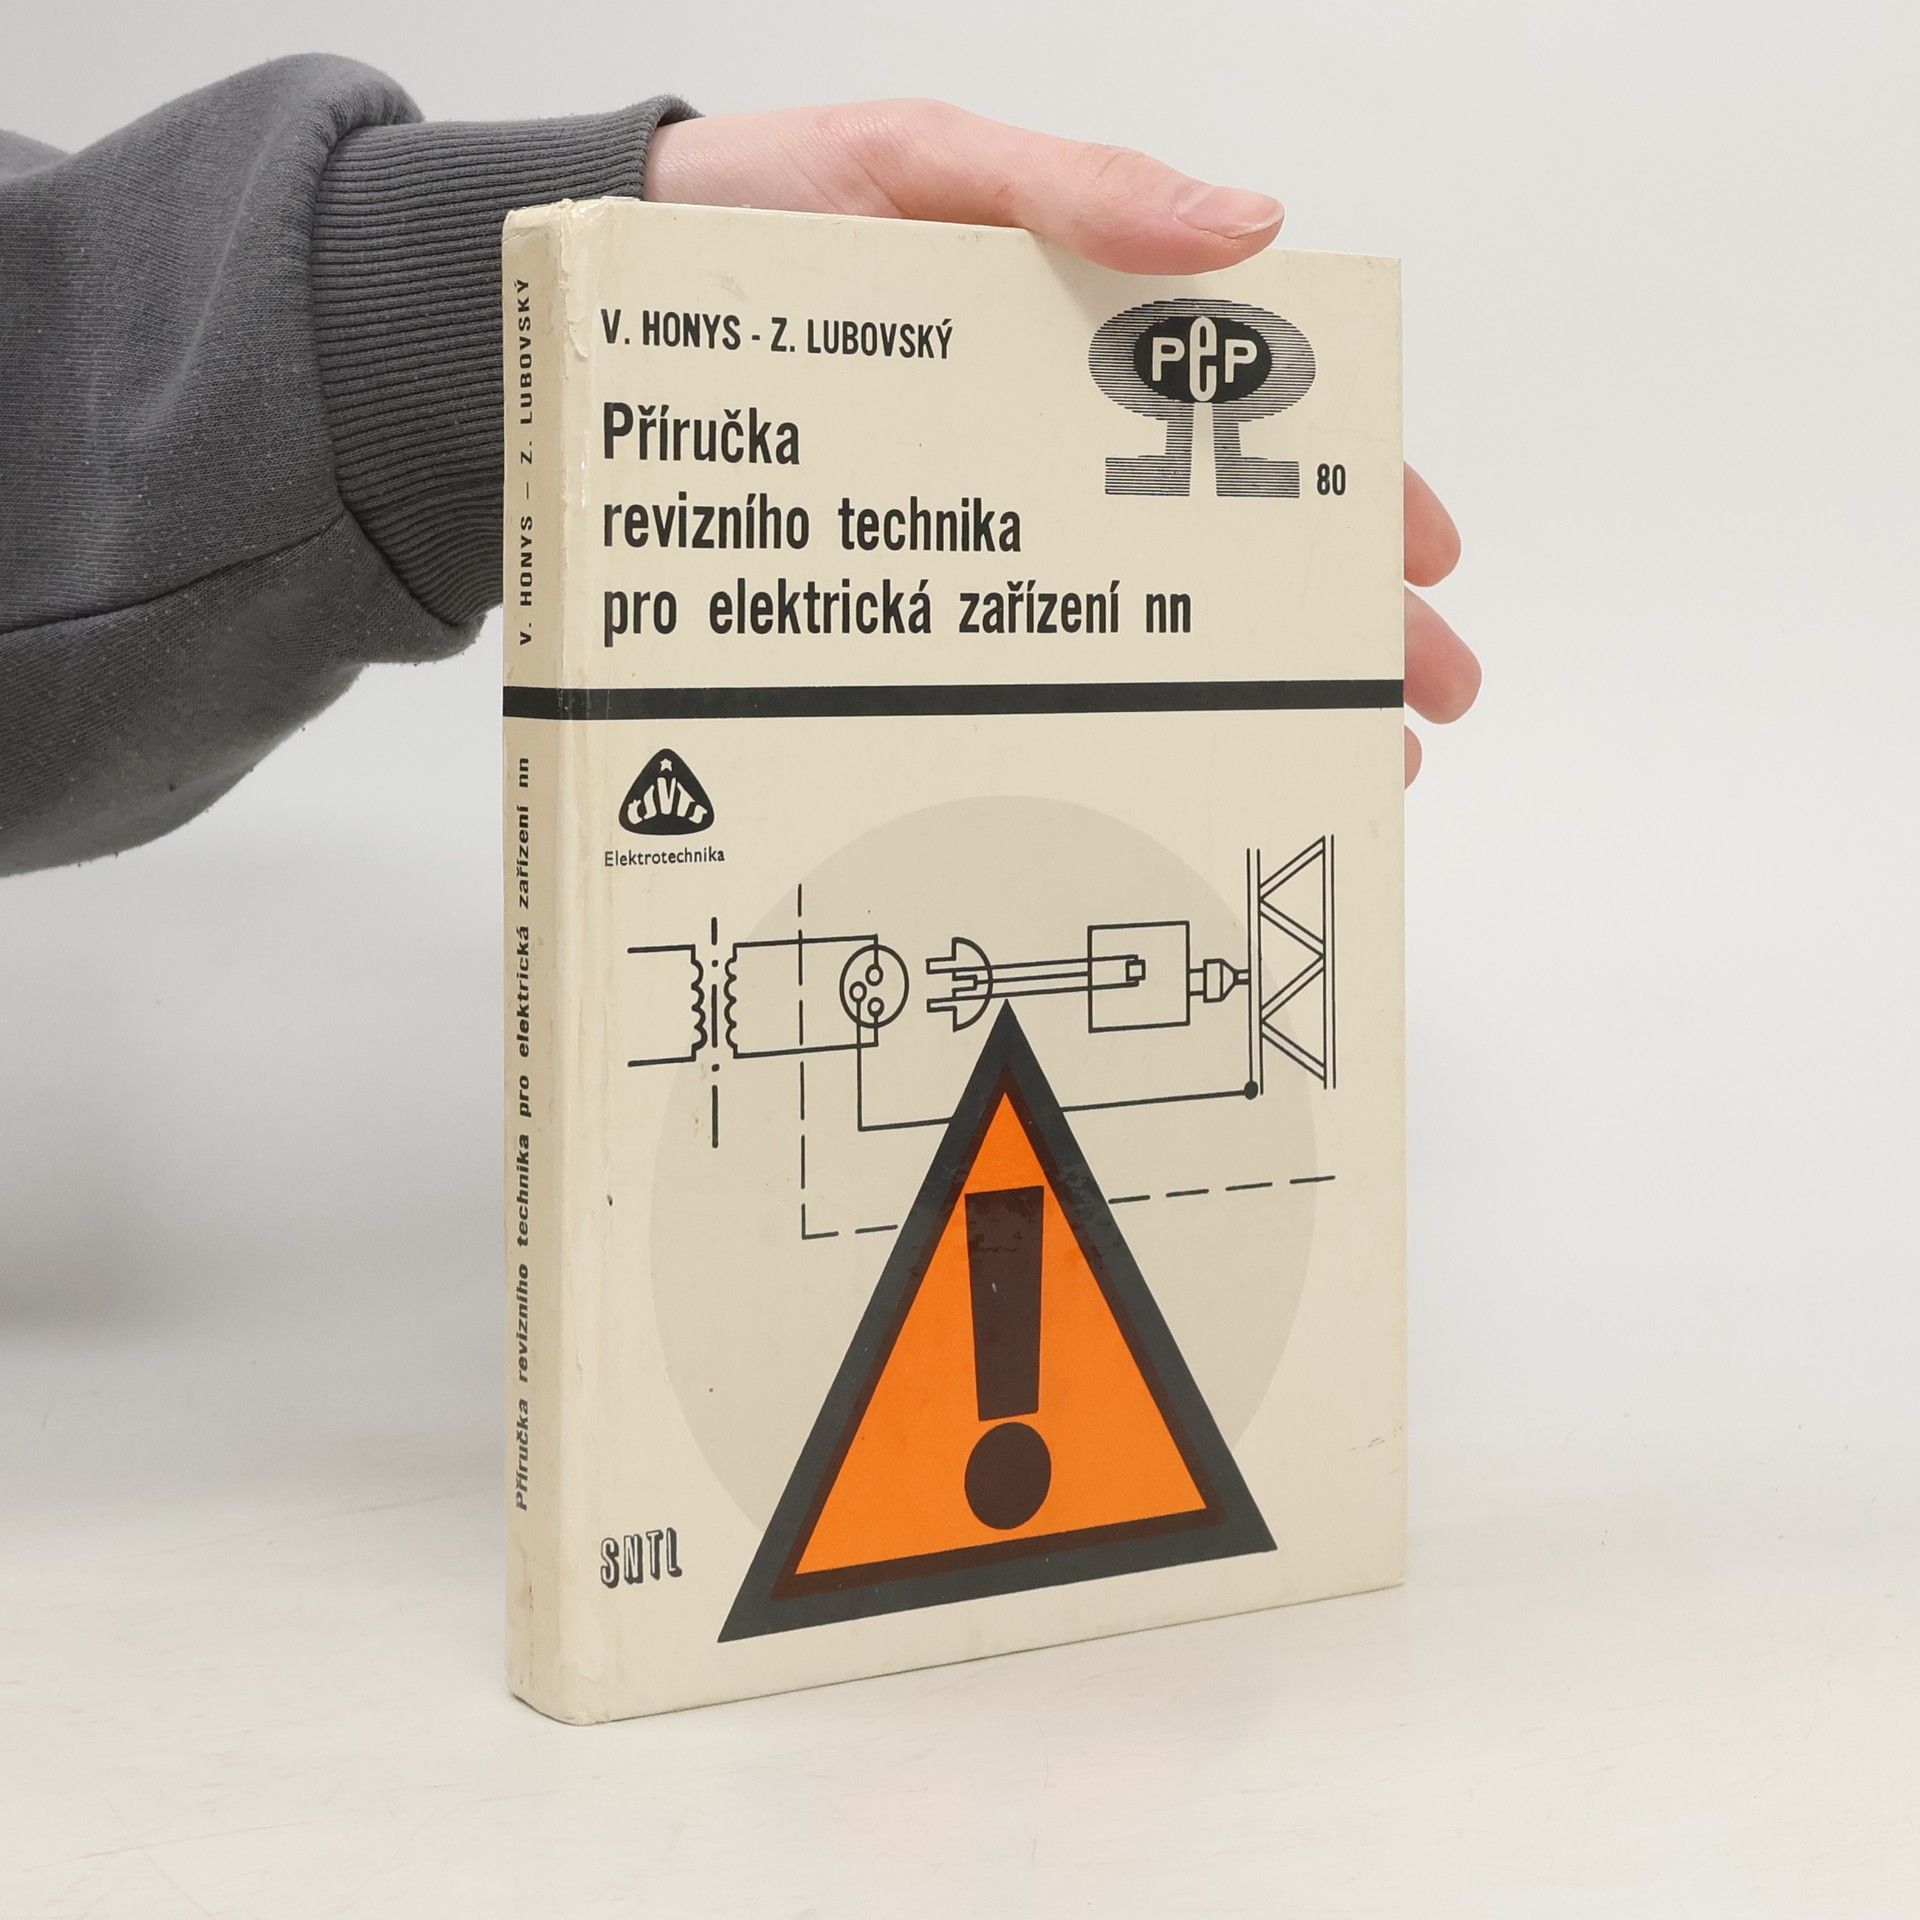 V. HONYS - Z. LUBOVSKÝ
PeP
80
Příručka
revizního technika
pro elektrická zařízení nn
ČSVTS
Elektrotechnika
!
SNTL
V. HONYS – Z. LUBOVSKÝ
Příručka revizního technika pro elektrická zařízení nn